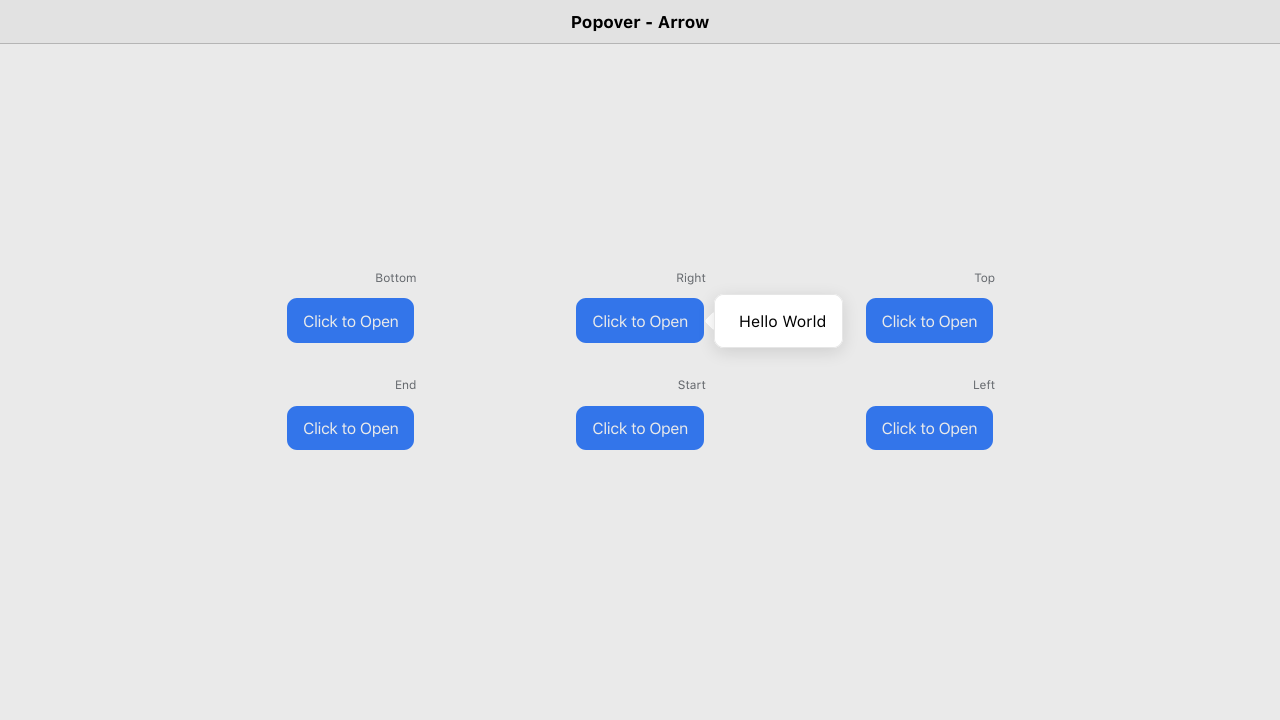 Popover - Arrow
Bottom
Right
Top
Click to Open
Click to Open
Hello World
Click to Open
End
Start
Left
Click to Open
Click to Open
Click to Open